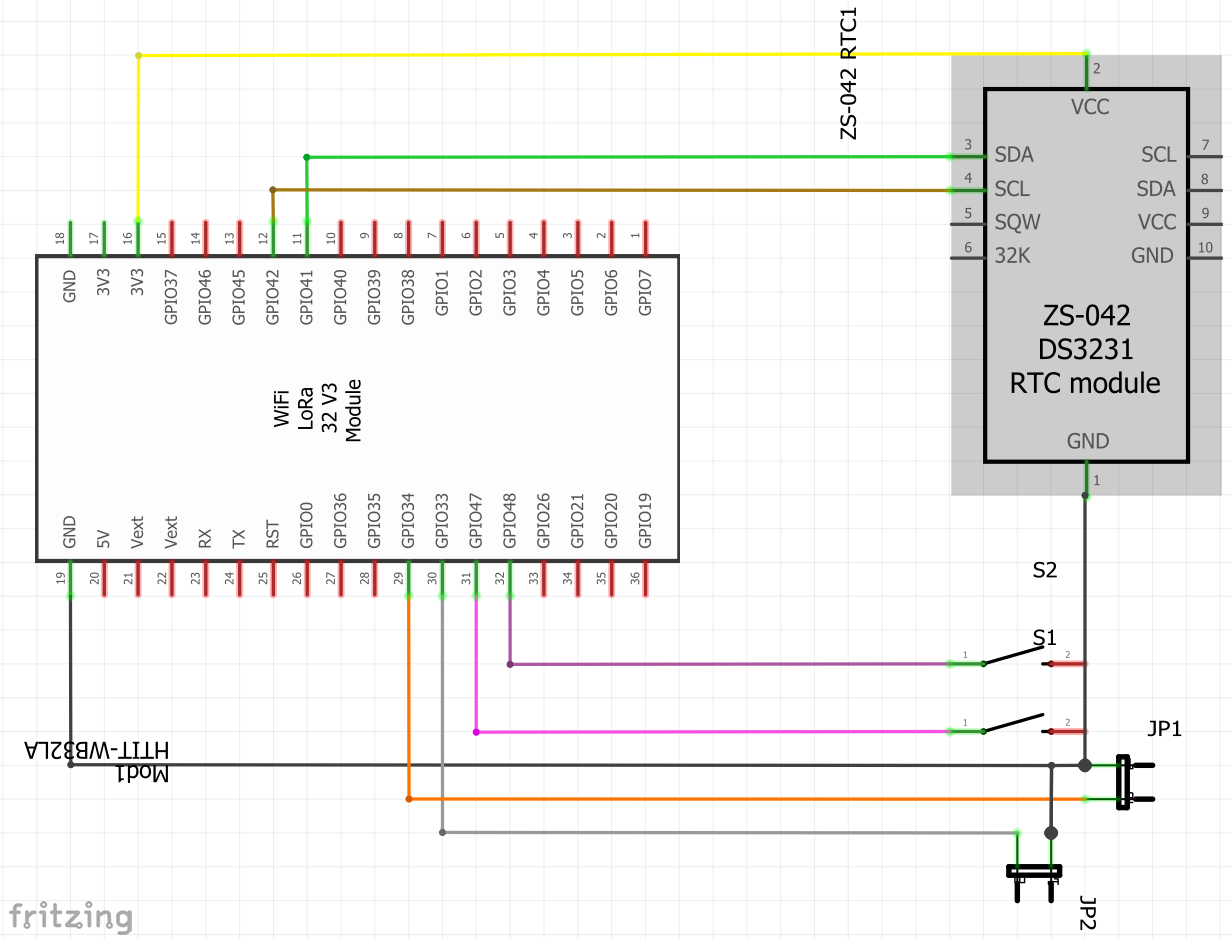 ZS-042 RTC1
2
VCC
3 SDA SCL 7
4 SCL SDA 8
5 SQW VCC 9
6 32K GND 10
ZS-042
DS3231
RTC module
GND
1
18 17 16 15 14 13 12 11 10 9 8 7 6 5 4 3 2 1
GND 3V3 3V3 GPIO37 GPIO46 GPIO45 GPIO42 GPIO41 GPIO40 GPIO39 GPIO38 GPIO1 GPIO2 GPIO3 GPIO4 GPIO5 GPIO6 GPIO7
WiFi
LoRa
32 V3
Module
GND 5V Vext Vext RX TX RST GPIO0 GPIO36 GPIO35 GPIO34 GPIO33 GPIO47 GPIO48 GPIO26 GPIO21 GPIO20 GPIO19
19 20 21 22 23 24 25 26 27 28 29 30 31 32 33 34 35 36
S2
S1
1 2
1 2
JP1
Mod1
HTIT-WB32LA
JP2
fritzing